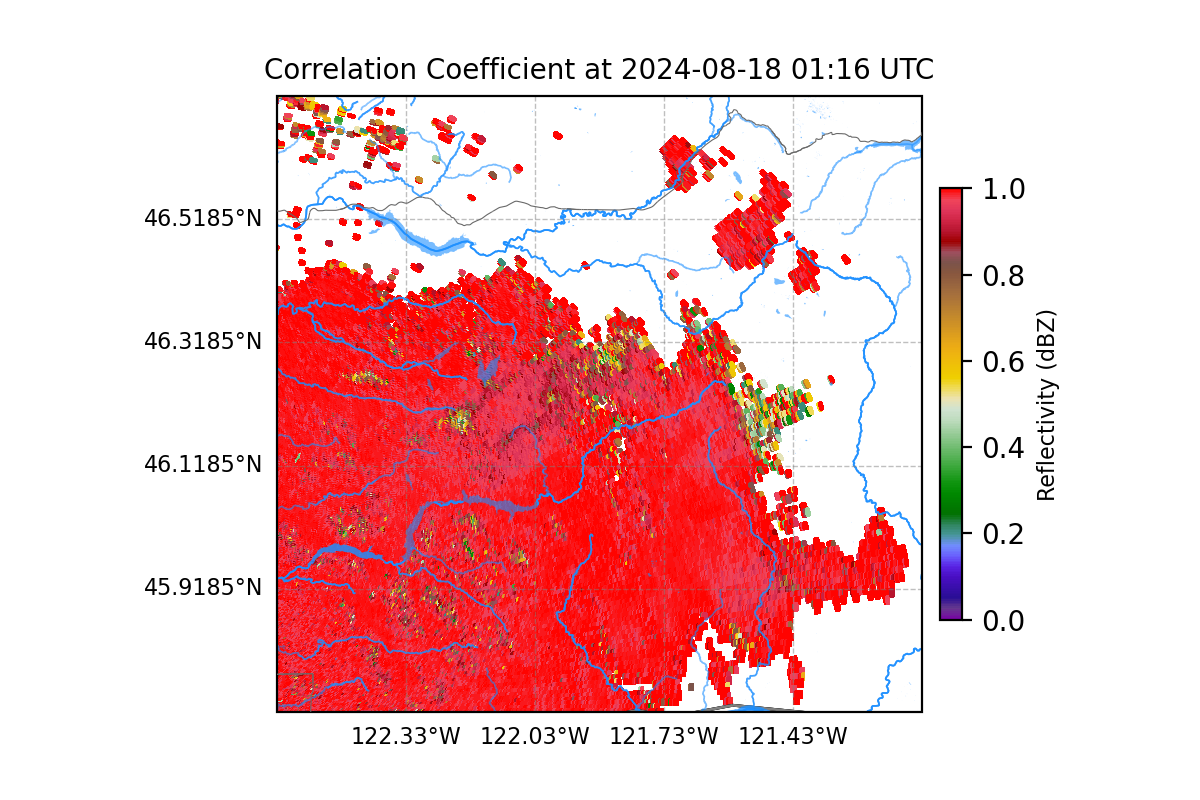 Correlation Coefficient at 2024-08-18 01:16 UTC
46.5185°N
46.3185°N
46.1185°N
45.9185°N
122.33°W 122.03°W 121.73°W 121.43°W
1.0
0.8
0.6
0.4
0.2
0.0
Reflectivity (dBZ)